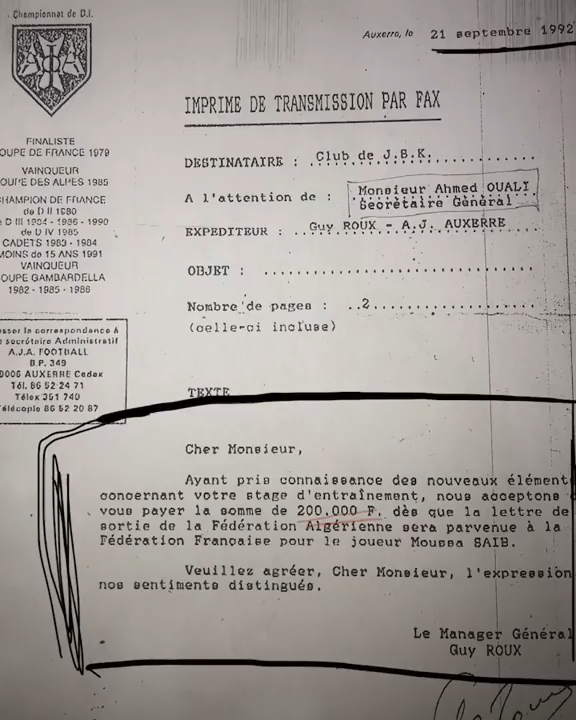 Championnat de D.I.
AJA
Auxerre, le 21 septembre 1992
IMPRIME DE TRANSMISSION PAR FAX
FINALISTE
OUPE DE FRANCE 1979
VAINQUEUR
OUPE DES ALPES 1985
HAMPION DE FRANCE
de D II 1980
e D III 1984 - 1986 - 1990
de D IV 1985
CADETS 1983 - 1984
MOINS de 15 ANS 1991
VAINQUEUR
OUPE GAMBARDELLA
1982 - 1985 - 1986
DESTINATAIRE : Club de J.S.K.
A l'attention de : Monsieur Ahmed OUALI
Secrétaire Général
EXPEDITEUR : Guy ROUX - A.J. AUXERRE
OBJET :
Nombre de pages : 2
(celle-ci incluse)
esser la correspondance à
e secrétaire Administratif
A.J.A. FOOTBALL
B.P. 349
9006 AUXERRE Cedex
Tél. 86 52 24 71
Télex 351 740
élécopie 86 52 20 87
TEXTE
Cher Monsieur,
Ayant pris connaissance des nouveaux élément
concernant votre stage d'entraînement, nous acceptons
vous payer la somme de 200.000 F. dès que la lettre de
sortie de la Fédération Algérienne sera parvenue à la
Fédération Française pour le joueur Moussa SAIB.
Veuillez agréer, Cher Monsieur, l'expression
nos sentiments distingués.
Le Manager Général
Guy ROUX